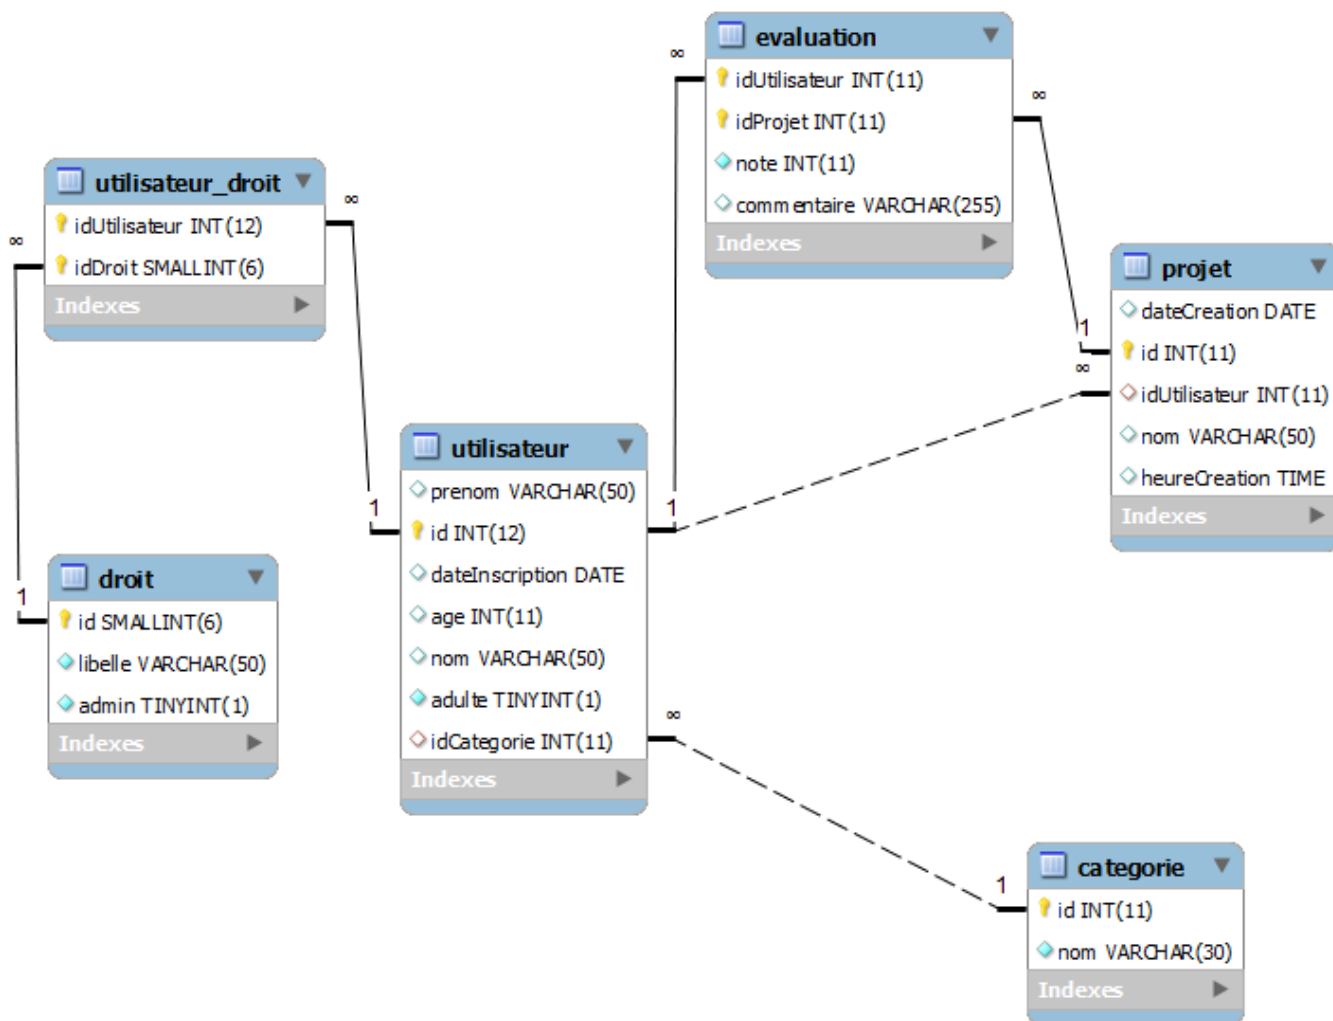 evaluation
idUtilisateur INT(11)
idProjet INT(11)
note INT(11)
commentaire VARCHAR(255)
Indexes
∞
∞
utilisateur_droit
idUtilisateur INT(12)
idDroit SMALLINT(6)
Indexes
∞
∞
projet
dateCreation DATE
id INT(11)
idUtilisateur INT(11)
nom VARCHAR(50)
heureCreation TIME
Indexes
1
∞
utilisateur
prenom VARCHAR(50)
id INT(12)
dateInscription DATE
age INT(11)
nom VARCHAR(50)
adulte TINYINT(1)
idCategorie INT(11)
Indexes
1
1
∞
droit
id SMALLINT(6)
libelle VARCHAR(50)
admin TINYINT(1)
Indexes
1
categorie
id INT(11)
nom VARCHAR(30)
Indexes
1